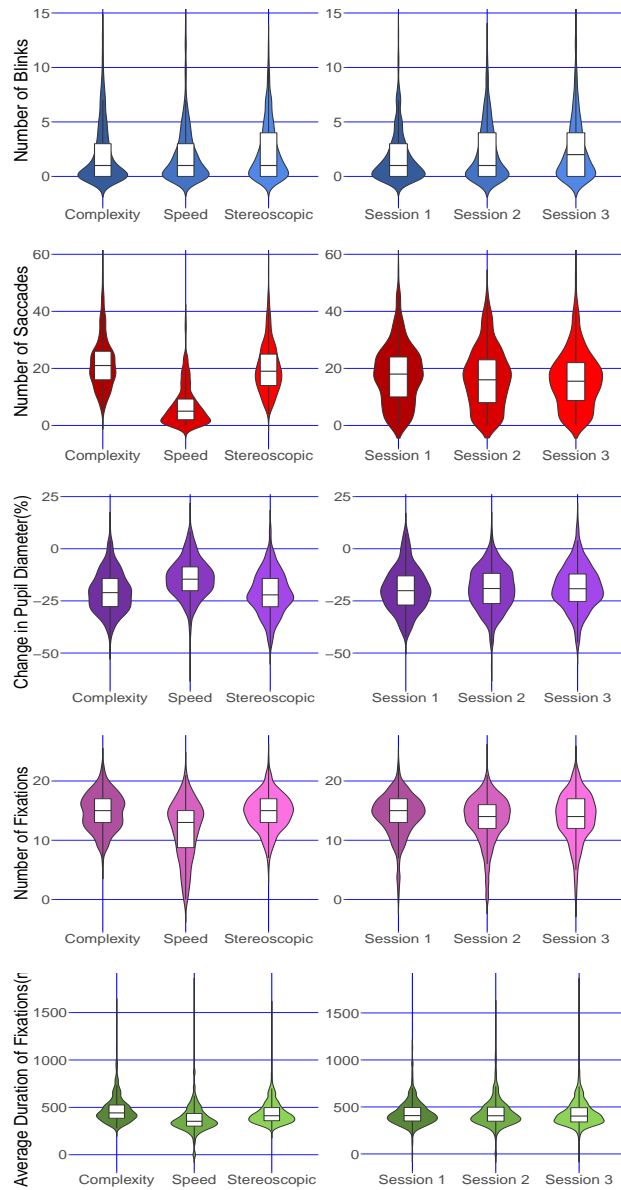 Number of Blinks
15
10
5
0
Complexity Speed Stereoscopic
15
10
5
0
Session 1 Session 2 Session 3
Number of Saccades
60
40
20
0
Complexity Speed Stereoscopic
60
40
20
0
Session 1 Session 2 Session 3
Change in Pupil Diameter(%)
25
0
−25
−50
Complexity Speed Stereoscopic
25
0
−25
−50
Session 1 Session 2 Session 3
Number of Fixations
20
10
0
Complexity Speed Stereoscopic
20
10
0
Session 1 Session 2 Session 3
Average Duration of Fixations(
1500
1000
500
0
Complexity Speed Stereoscopic
1500
1000
500
0
Session 1 Session 2 Session 3